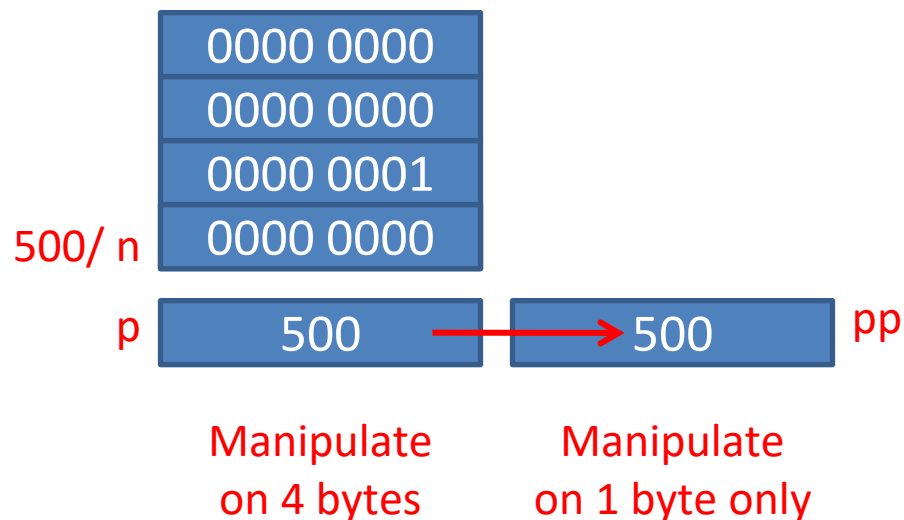 0000 0000
0000 0000
0000 0001
500/ n 0000 0000
p 500 500 pp
Manipulate Manipulate
on 4 bytes on 1 byte only